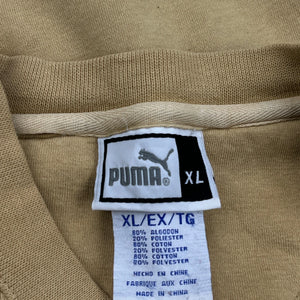 PUMA® XL
XL/EX/TG
80% ALGODON
20% POLIESTER
80% COTON
20% POLYESTER
80% COTTON
20% POLYESTER
HECHO EN CHINE
FABRIQUE AUX CHINE
MADE IN CHINA